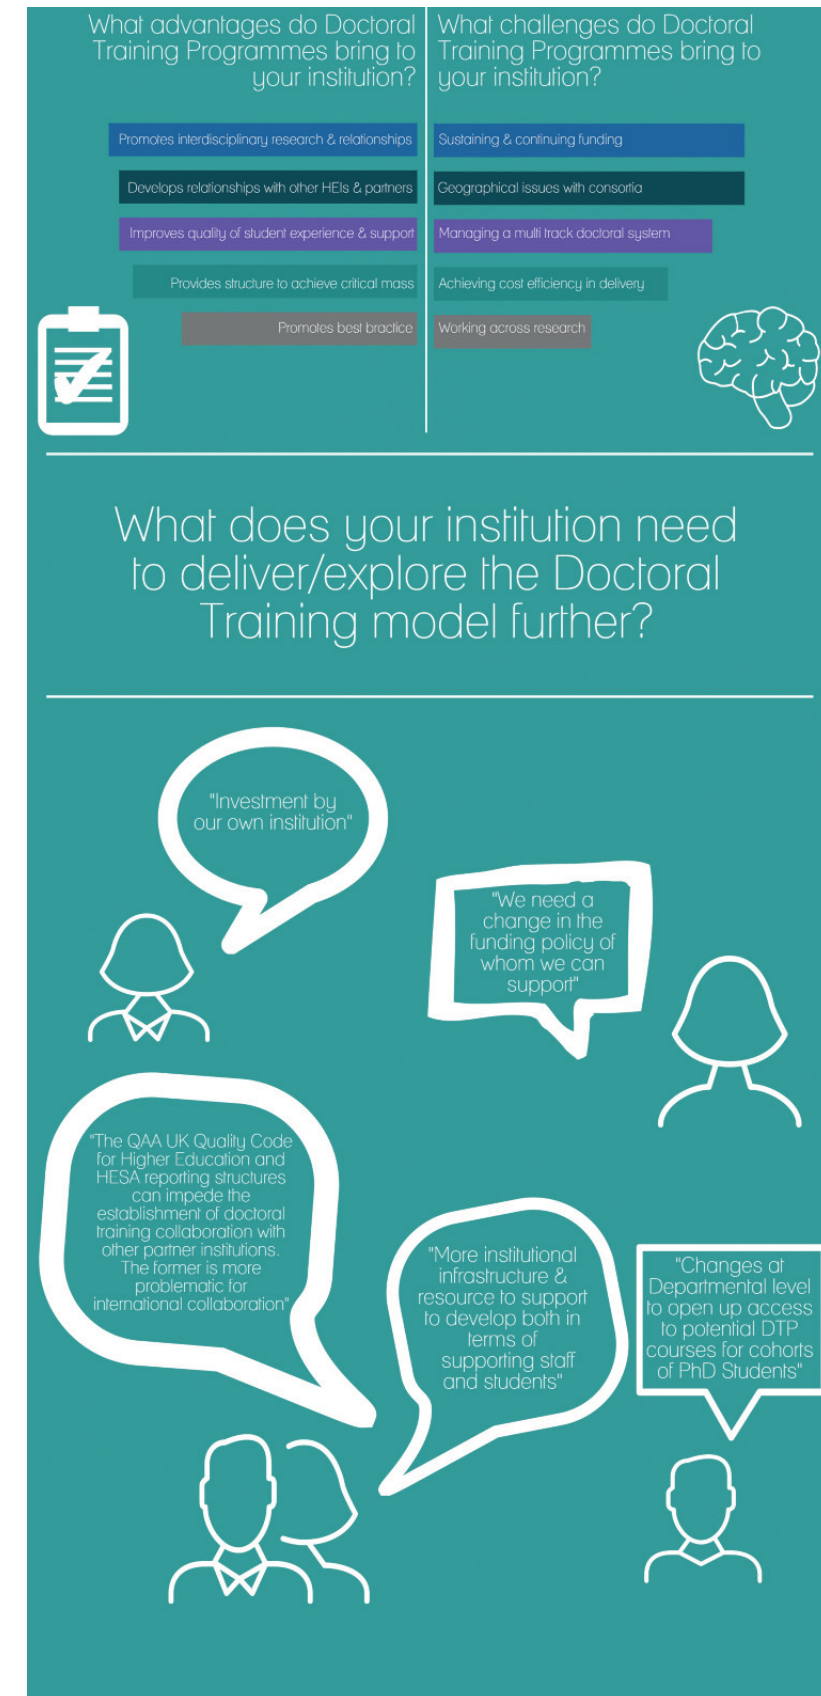 What advantages do Doctoral
Training Programmes bring to
your institution?
Promotes interdisciplinary research & relationships
Develops relationships with other HEIs & partners
Improves quality of student experience & support
Provides structure to achieve critical mass
Promotes best bractice
What challenges do Doctoral
Training Programmes bring to
your institution?
Sustaining & continuing funding
Geographical issues with consortia
Managing a multi track doctoral system
Achieving cost efficiency in delivery
Working across research
What does your institution need
to deliver/explore the Doctoral
Training model further?
"Investment by
our own institution"
"We need a
change in the
funding policy of
whom we can
support"
"The QAA UK Quality Code
for Higher Education and
HESA reporting structures
can impede the
establishment of doctoral
training collaboration with
other partner institutions.
The former is more
problematic for
international collaboration"
"More institutional
infrastructure &
resource to support
to develop both in
terms of
supporting staff
and students"
"Changes at
Departmental level
to open up access
to potential DTP
courses for cohorts
of PhD Students"